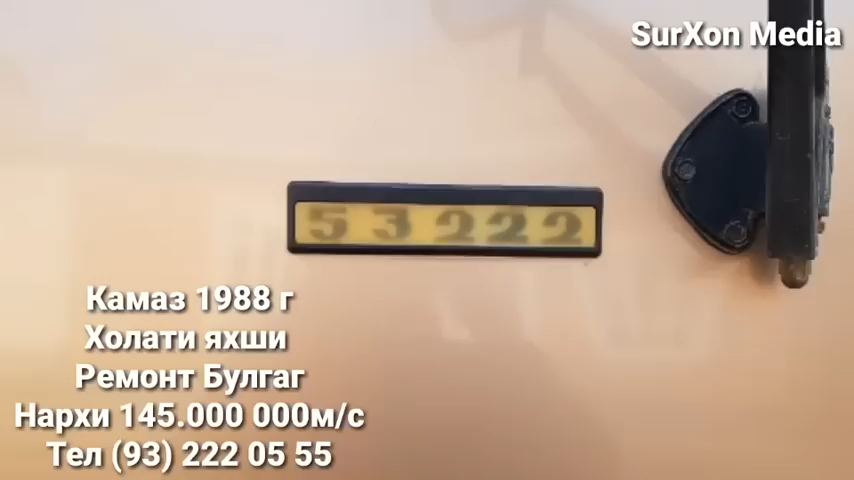 SurXon Media
53222
Камаз 1988 г
Холати яхши
Ремонт Булгаг
Нархи 145.000 000м/с
Тел (93) 222 05 55